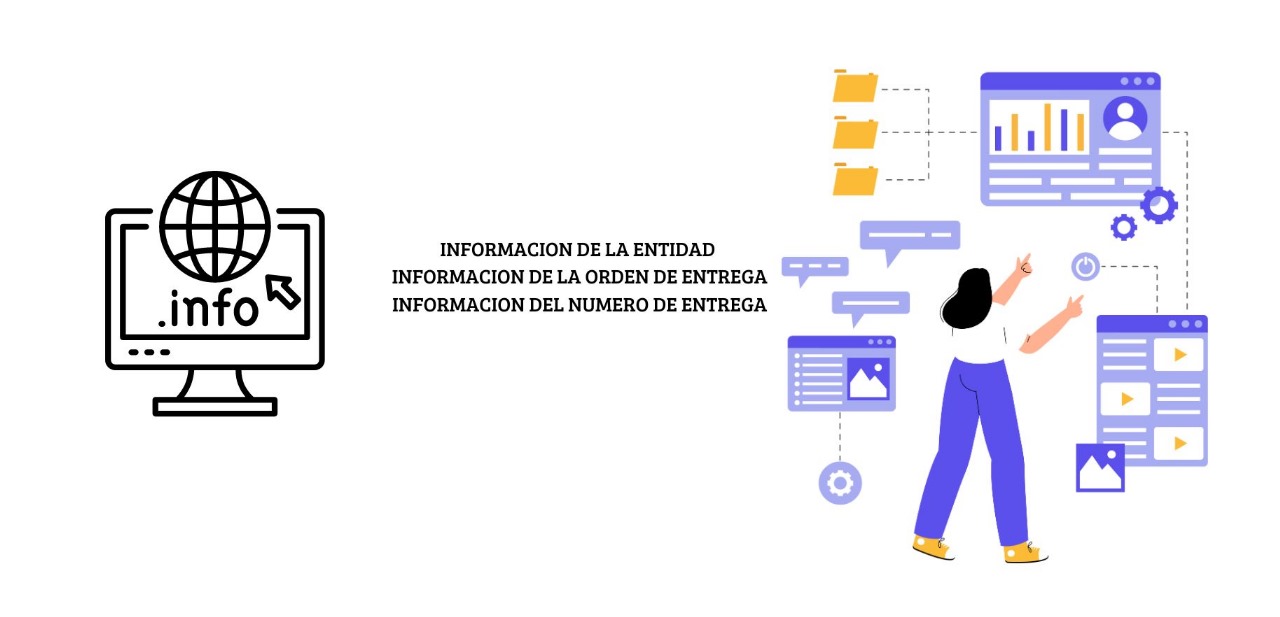 .info
INFORMACION DE LA ENTIDAD
INFORMACION DE LA ORDEN DE ENTREGA
INFORMACION DEL NUMERO DE ENTREGA